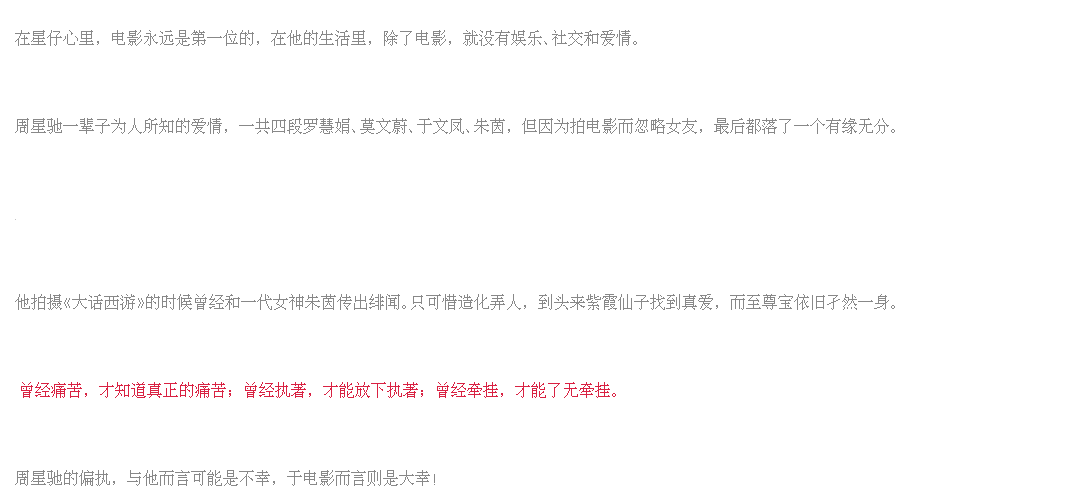 在星仔心里，电影永远是第一位的，在他的生活里，除了电影，就没有娱乐、社交和爱情。
周星驰一辈子为人所知的爱情，一共四段罗慧娟、莫文蔚、于文凤、朱茵，但因为拍电影而忽略女友，最后都落了一个有缘无分。
他拍摄《大话西游》的时候曾经和一代女神朱茵传出绯闻。只可惜造化弄人，到头来紫霞仙子找到真爱，而至尊宝依旧孑然一身。
曾经痛苦，才知道真正的痛苦；曾经执著，才能放下执著；曾经牵挂，才能了无牵挂。
周星驰的偏执，与他而言可能是不幸，于电影而言则是大幸！